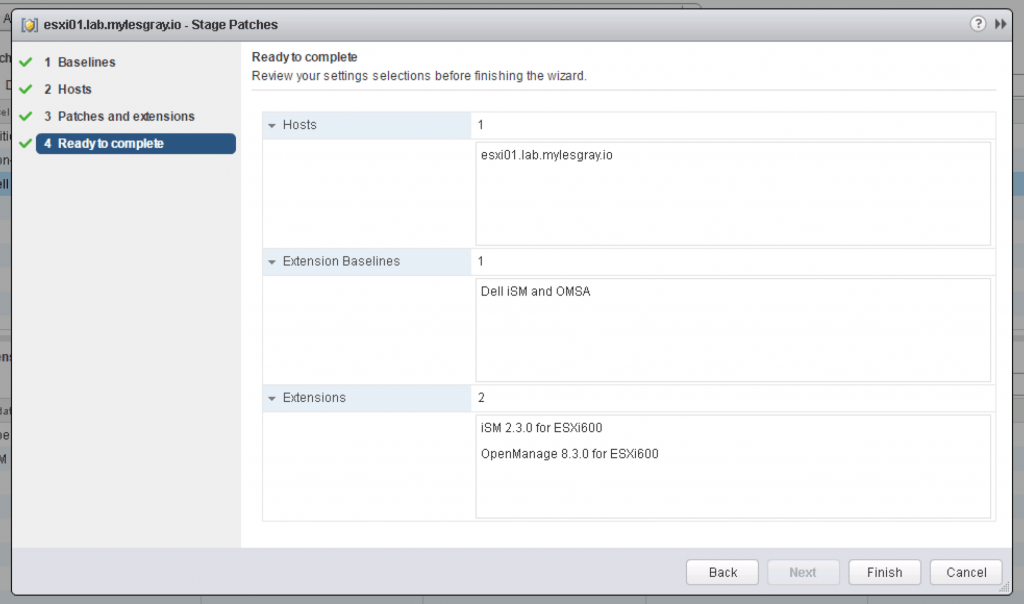 esxi01.lab.mylesgray.io - Stage Patches
?
1 Baselines
2 Hosts
3 Patches and extensions
4 Ready to complete
Ready to complete
Review your settings selections before finishing the wizard.
Hosts 1
esxi01.lab.mylesgray.io
Extension Baselines 1
Dell iSM and OMSA
Extensions 2
iSM 2.3.0 for ESXi600
OpenManage 8.3.0 for ESXi600
Back Next Finish Cancel